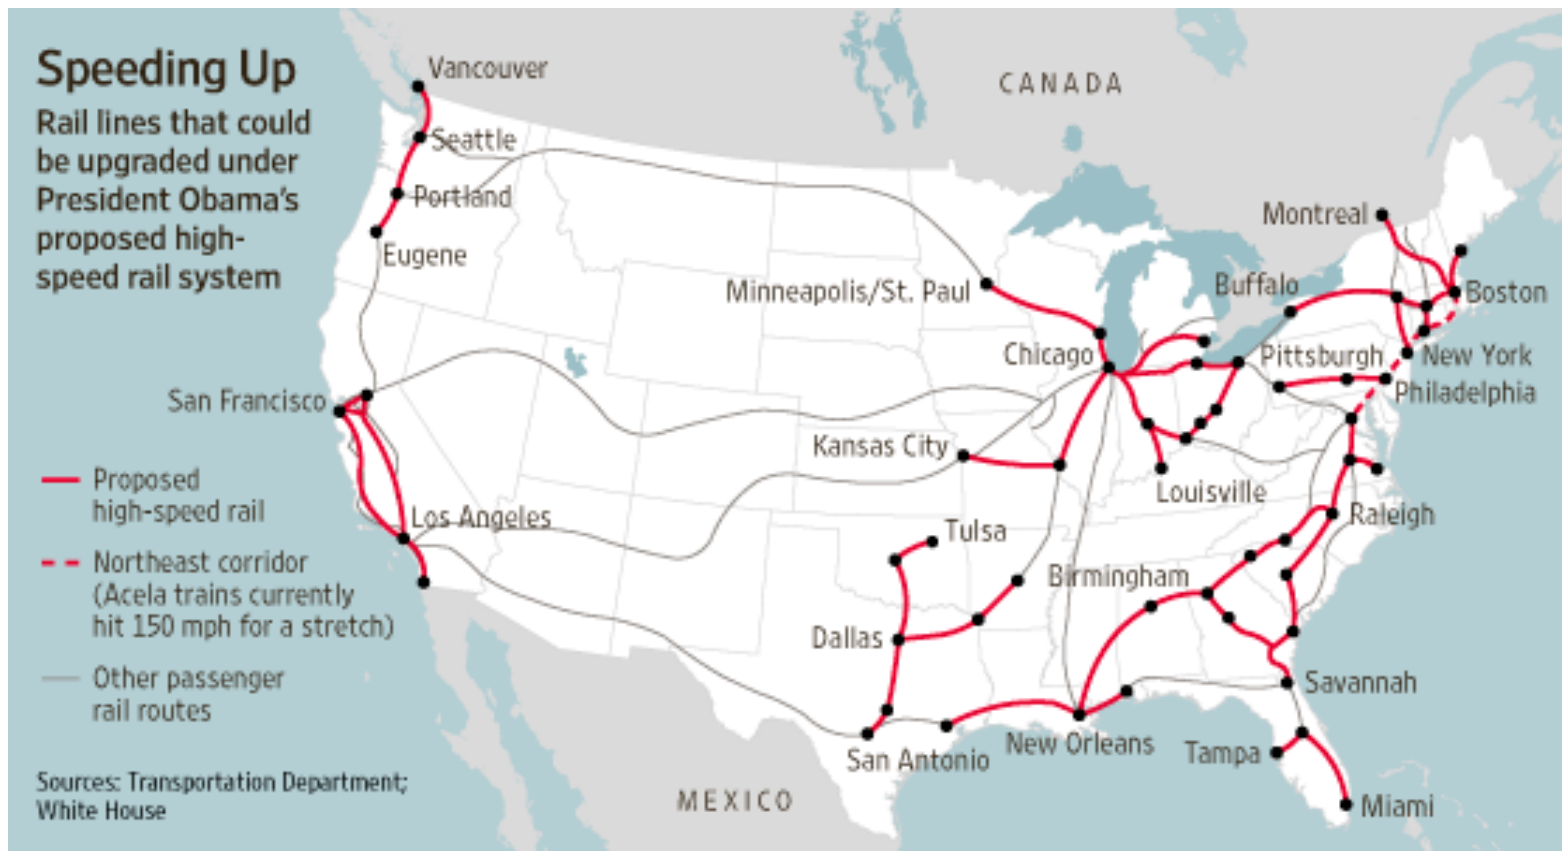 Speeding Up
Rail lines that could
be upgraded under
President Obama's
proposed high-
speed rail system
Proposed
high-speed rail
Northeast corridor
(Acela trains currently
hit 150 mph for a stretch)
Other passenger
rail routes
Sources: Transportation Department;
White House
Vancouver
CANADA
Seattle
Portland
Montreal
Eugene
Buffalo
Minneapolis/St. Paul
Boston
Chicago
Pittsburgh
New York
Philadelphia
San Francisco
Kansas City
Louisville
Los Angeles
Raleigh
Tulsa
Birmingham
Dallas
Savannah
New Orleans
Tampa
San Antonio
MEXICO
Miami